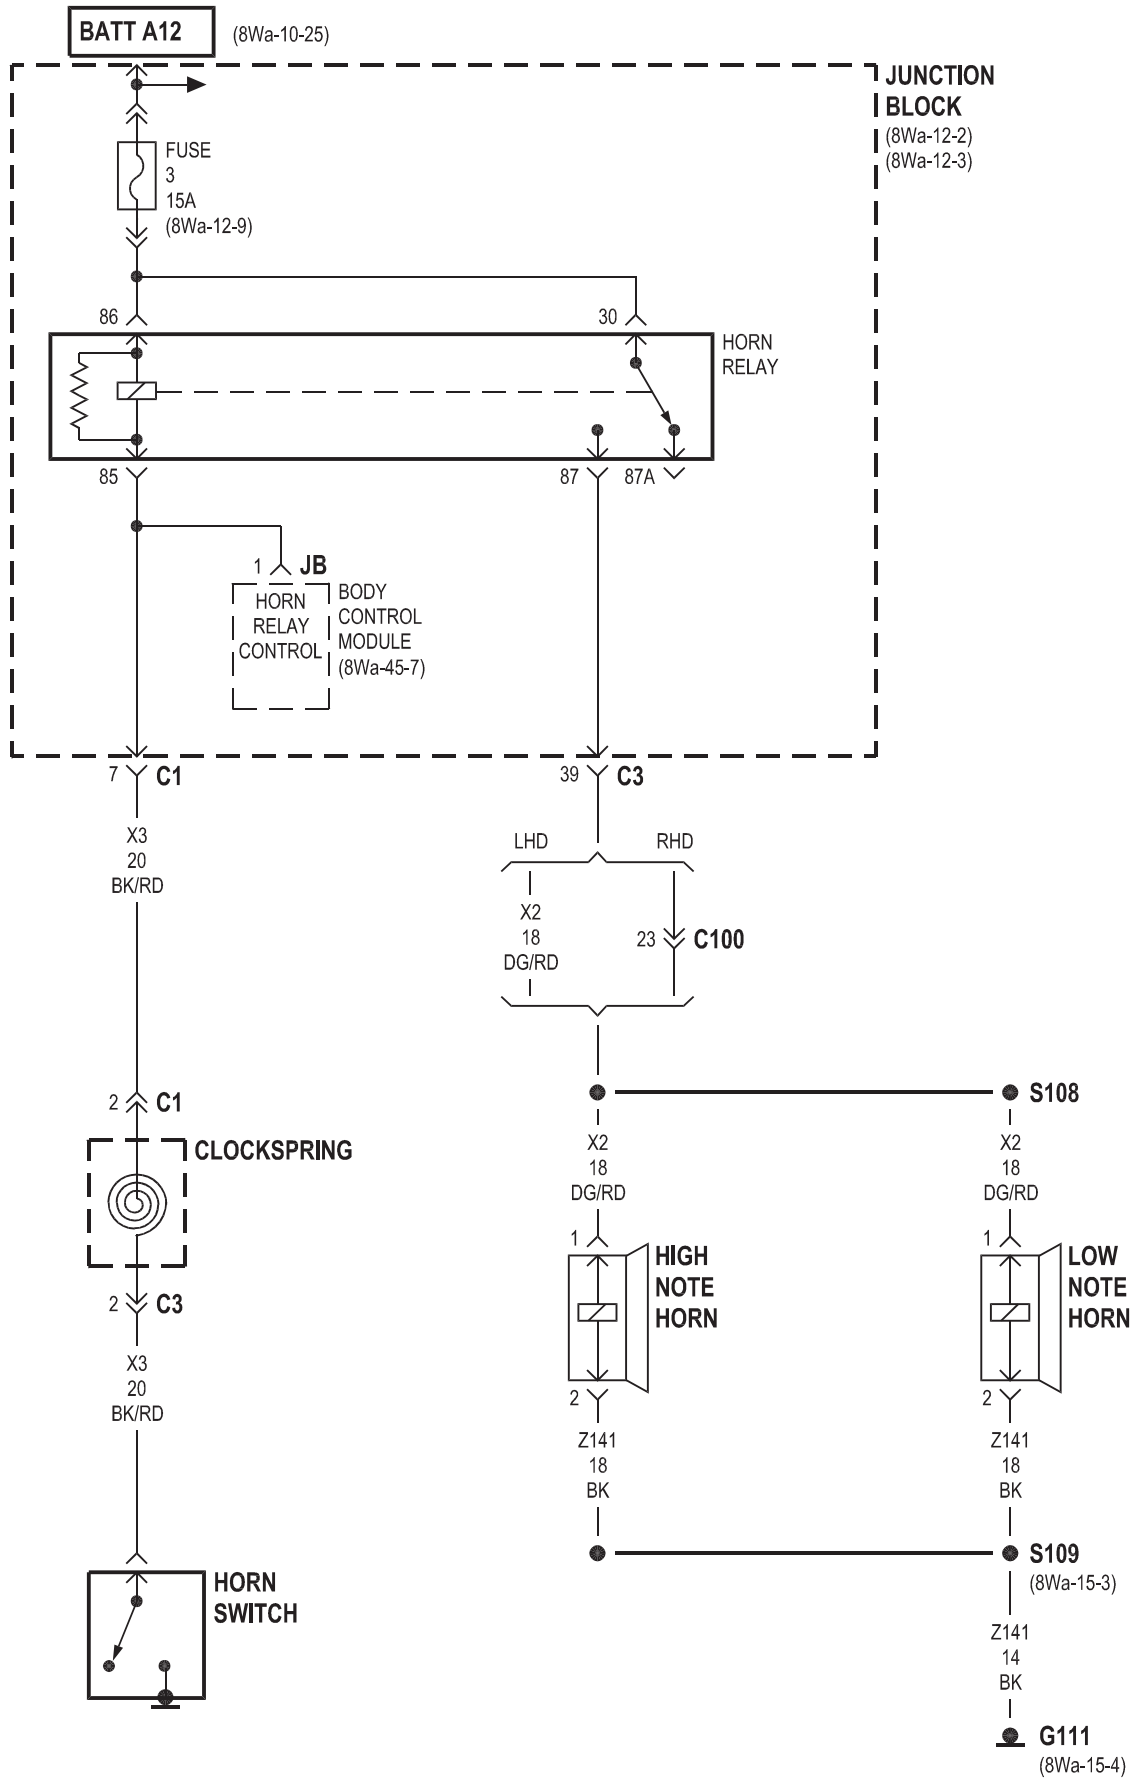 BATT A12
(8Wa-10-25)
JUNCTION
BLOCK
(8Wa-12-2)
(8Wa-12-3)
FUSE
3
15A
(8Wa-12-9)
86
30
HORN
RELAY
85
87
87A
1
JB
HORN
RELAY
CONTROL
BODY
CONTROL
MODULE
(8Wa-45-7)
7
C1
39
C3
X3
20
BK/RD
LHD
RHD
X2
18
DG/RD
23
C100
2
C1
S108
CLOCKSPRING
X2
18
DG/RD
X2
18
DG/RD
1
HIGH
NOTE
HORN
1
LOW
NOTE
HORN
2
C3
X3
20
BK/RD
2
2
Z141
18
BK
Z141
18
BK
S109
(8Wa-15-3)
HORN
SWITCH
Z141
14
BK
G111
(8Wa-15-4)